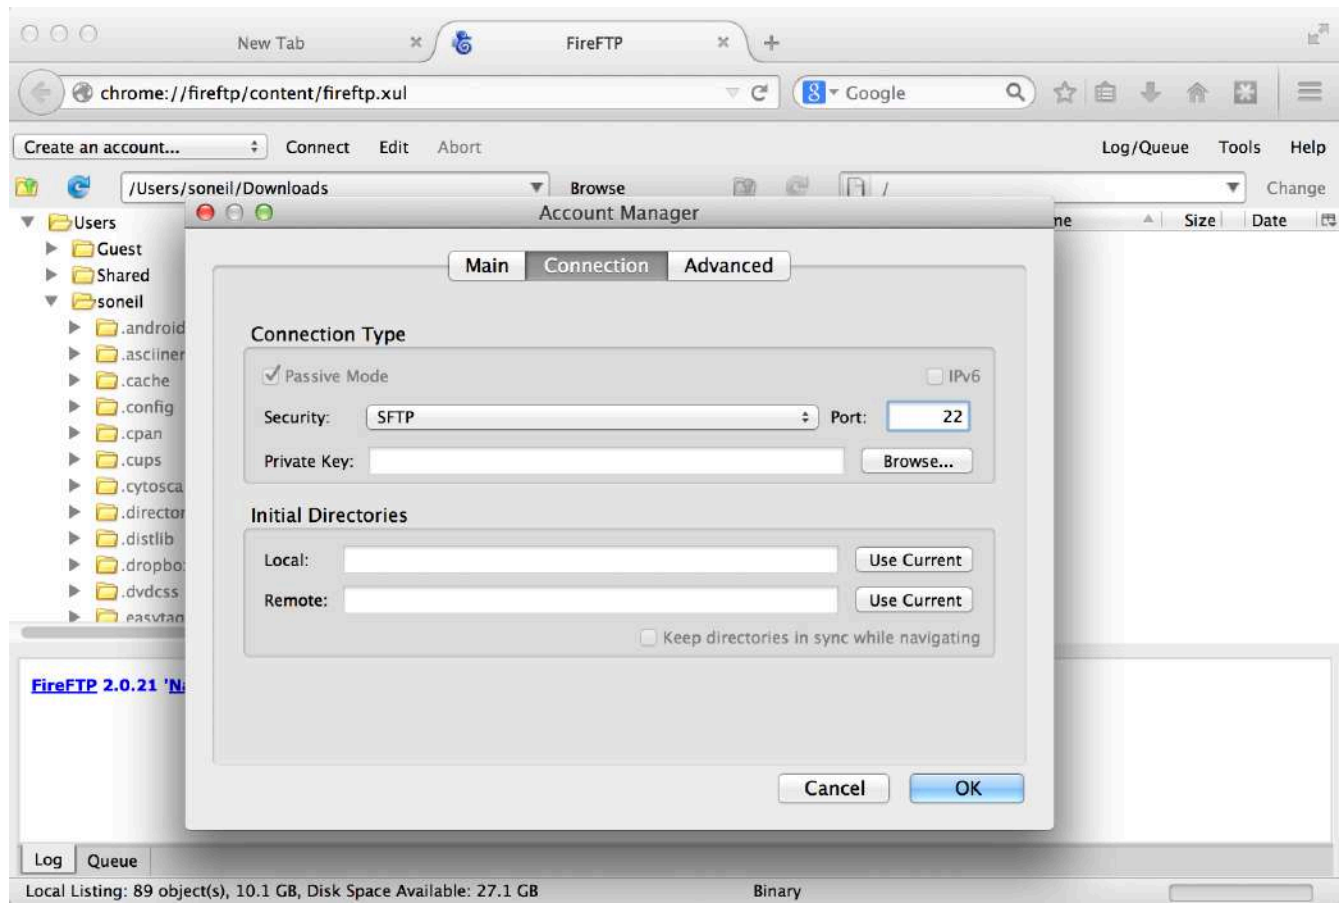 New Tab
FireFTP
chrome://fireftp/content/fireftp.xul
Google
Create an account...
Connect
Edit
Abort
Log/Queue
Tools
Help
/Users/soneil/Downloads
Browse
/
Change
Account Manager
Users
Guest
Shared
soneil
.android
.cache
.config
.cpan
.cups
.distlib
.dvdcss
Size
Date
Main
Connection
Advanced
Connection Type
Passive Mode
IPv6
Security:
SFTP
Port:
22
Private Key:
Browse...
Initial Directories
Local:
Use Current
Remote:
Use Current
Keep directories in sync while navigating
FireFTP 2.0.21
Cancel
OK
Log
Queue
Local Listing: 89 object(s), 10.1 GB, Disk Space Available: 27.1 GB
Binary